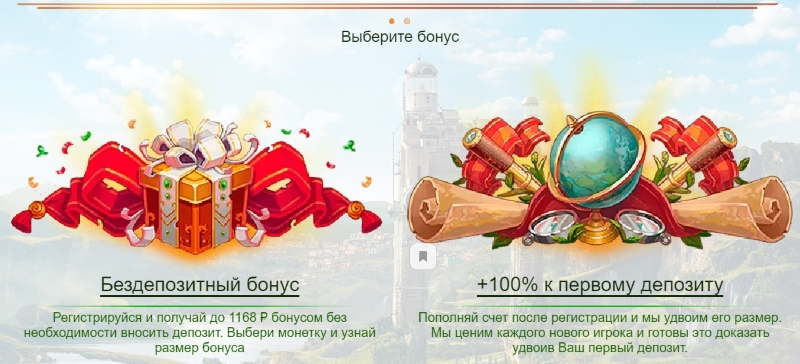 Выберите бонус
Бездепозитный бонус
Регистрируйся и получай до 1168 ₽ бонусом без
необходимости вносить депозит. Выбери монетку и узнай
размер бонуса
+100% к первому депозиту
Пополняй счет после регистрации и мы удвоим его размер.
Мы ценим каждого нового игрока и готовы это доказать
удвоив Ваш первый депозит.